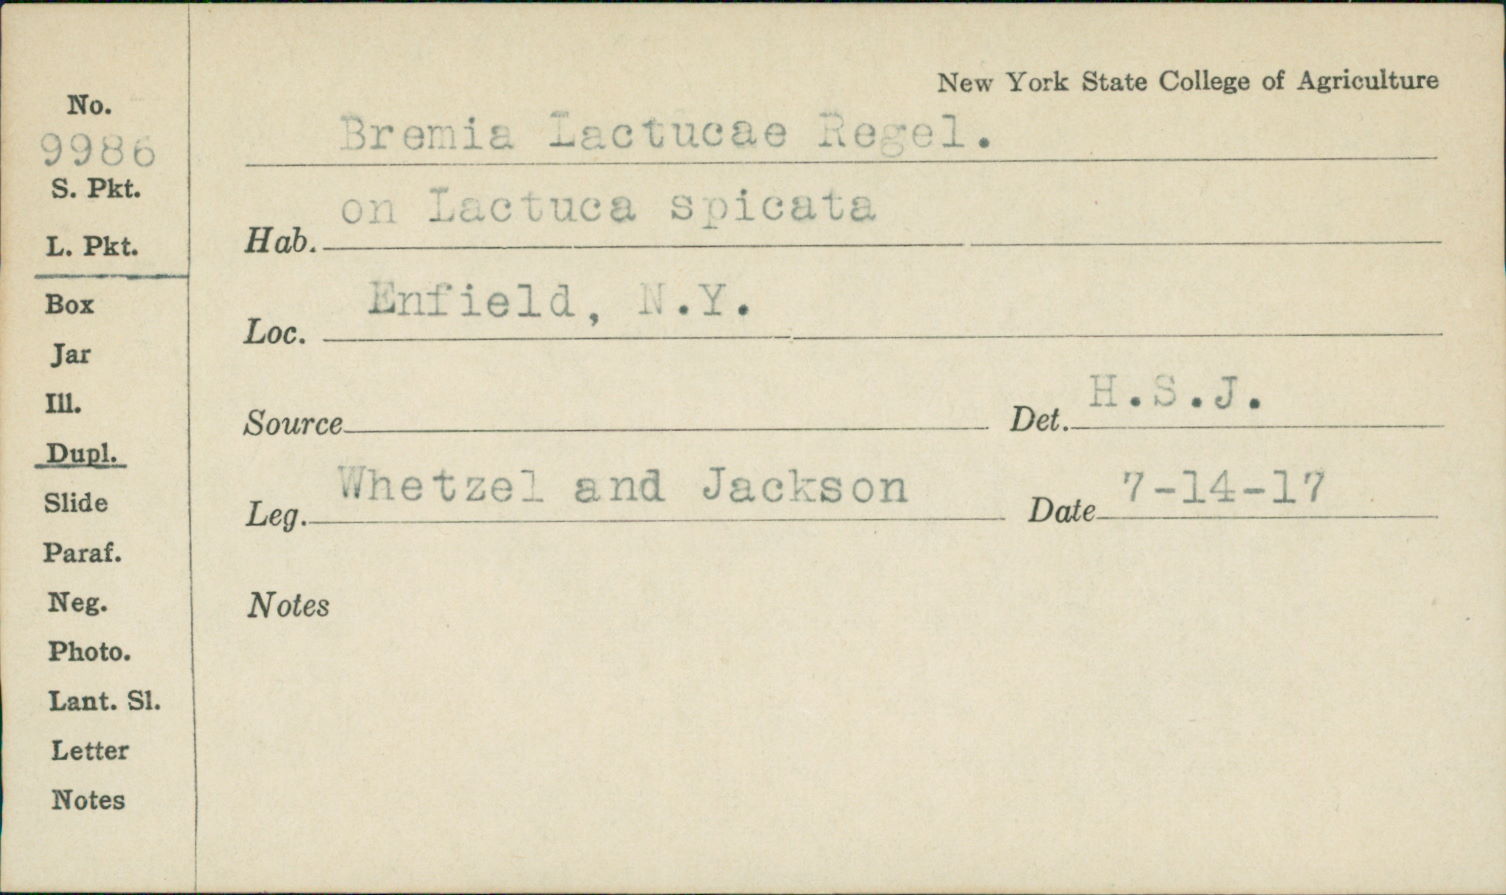 New York State College of Agriculture
No.
9986
S. Pkt.
L. Pkt.
Box
Jar
Ill.
Dupl.
Slide
Paraf.
Neg.
Photo.
Lant. Sl.
Letter
Notes
Bremia Lactucae Regel.
Hab. on Lactuca spicata
Loc. Enfield, N.Y.
Source Det. H.S.J.
Leg. Whetzel and Jackson Date 7-14-17
Notes